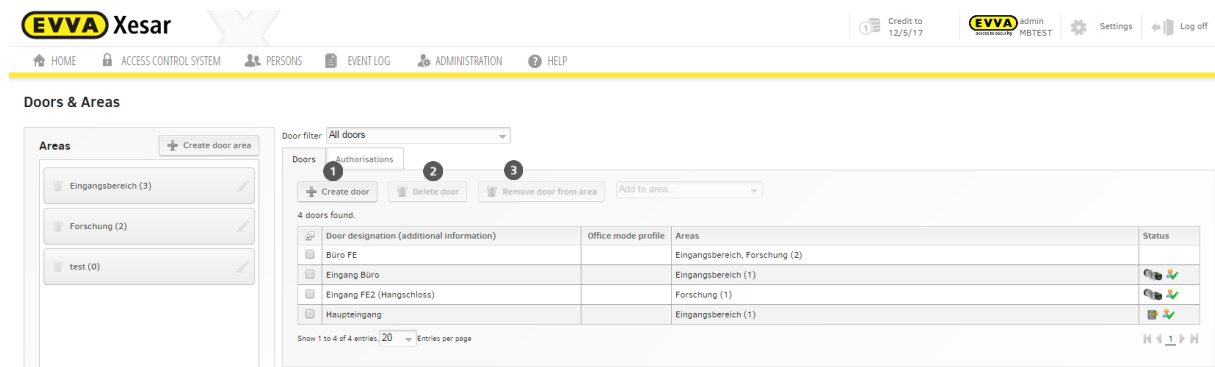 EVVA Xesar
Credit to
12/5/17
EVVA admin
access to security MBTEST
Settings
Log off
HOME ACCESS CONTROL SYSTEM PERSONS EVENT LOG ADMINISTRATION HELP
Doors & Areas
Areas
Create door area
Eingangsbereich (3)
Forschung (2)
test (0)
Door filter All doors
Doors Authorisations
1 2 3
Create door Delete door Remove door from area Add to area...
4 doors found.
Door designation (additional information) Office mode profile Areas Status
Büro FE Eingangsbereich, Forschung (2)
Eingang Büro Eingangsbereich (1)
Eingang FE2 (Hangschloss) Forschung (1)
Haupteingang Eingangsbereich (1)
Show 1 to 4 of 4 entries. 20 Entries per page
1